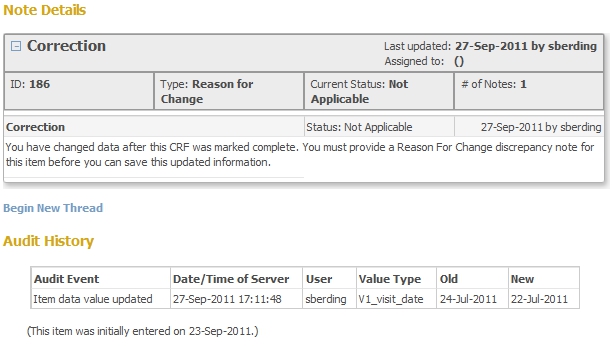 Note Details
Correction
Last updated: 27-Sep-2011 by sberding
Assigned to: ()
ID: 186
Type: Reason for
Change
Current Status: Not
Applicable
# of Notes: 1
Correction
Status: Not Applicable
27-Sep-2011 by sberding
You have changed data after this CRF was marked complete. You must provide a Reason For Change discrepancy note for
this item before you can save this updated information.
Begin New Thread
Audit History
Audit Event Date/Time of Server User Value Type Old New
Item data value updated 27-Sep-2011 17:11:48 sberding V1_visit_date 24-Jul-2011 22-Jul-2011
(This item was initially entered on 23-Sep-2011.)